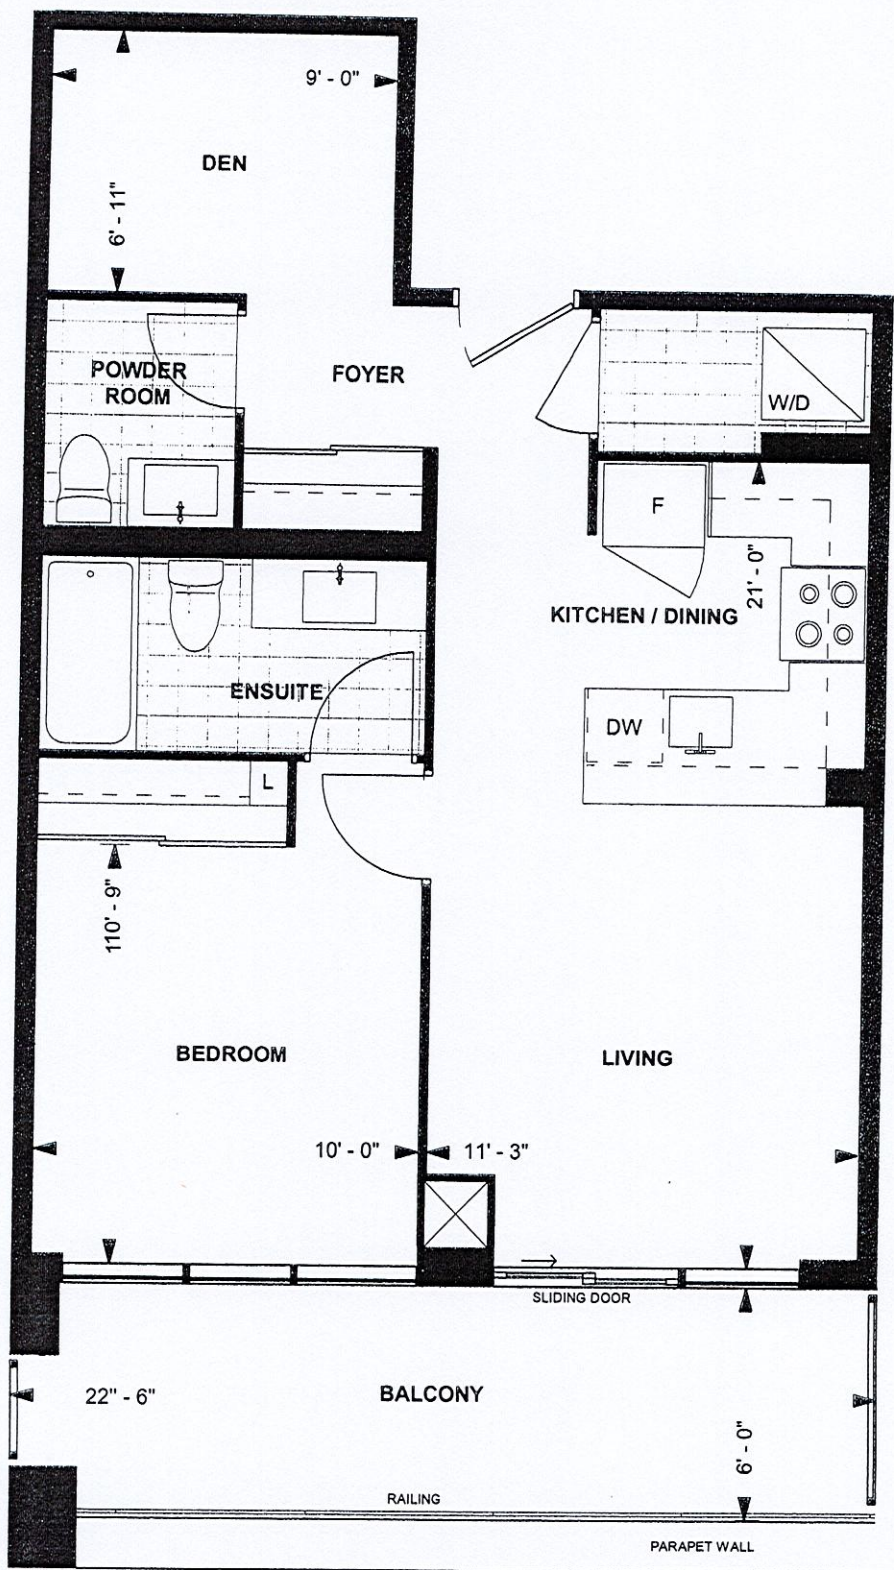 9' - 0"
DEN
6' - 11"
POWDER
ROOM
FOYER
W/D
F
21' - 0"
KITCHEN / DINING
ENSUITE
DW
L
110' - 9"
BEDROOM
LIVING
10' - 0"
11' - 3"
SLIDING DOOR
22" - 6"
BALCONY
6' - 0"
RAILING
PARAPET WALL